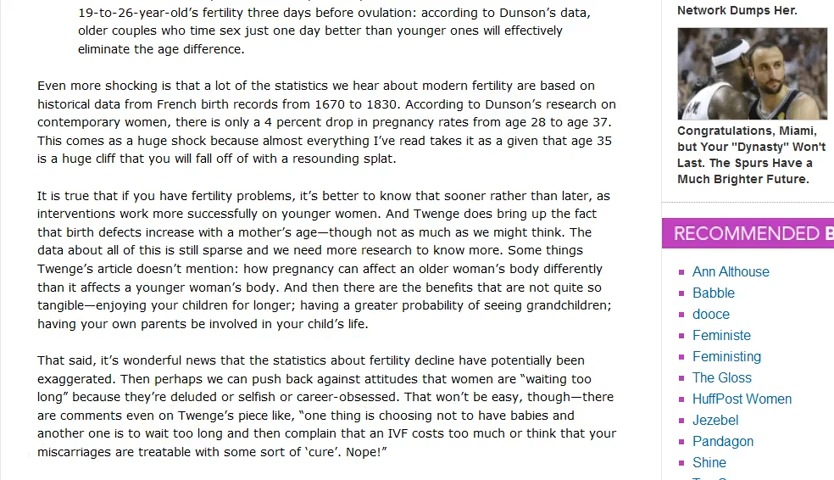 19-to-26-year-old’s fertility three days before ovulation: according to Dunson’s data,
older couples who time sex just one day better than younger ones will effectively
eliminate the age difference.
Even more shocking is that a lot of the statistics we hear about modern fertility are based on
historical data from French birth records from 1670 to 1830. According to Dunson’s research on
contemporary women, there is only a 4 percent drop in pregnancy rates from age 28 to age 37.
This comes as a huge shock because almost everything I’ve read takes it as a given that age 35
is a huge cliff that you will fall off of with a resounding splat.
It is true that if you have fertility problems, it’s better to know that sooner rather than later, as
interventions work more successfully on younger women. And Twenge does bring up the fact
that birth defects increase with a mother’s age—though not as much as we might think. The
data about all of this is still sparse and we need more research to know more. Some things
Twenge’s article doesn’t mention: how pregnancy can affect an older woman’s body differently
than it affects a younger woman’s body. And then there are the benefits that are not quite so
tangible—enjoying your children for longer; having a greater probability of seeing grandchildren;
having your own parents be involved in your child’s life.
That said, it’s wonderful news that the statistics about fertility decline have potentially been
exaggerated. Then perhaps we can push back against attitudes that women are “waiting too
long” because they’re deluded or selfish or career-obsessed. That won’t be easy, though—there
are comments even on Twenge’s piece like, “one thing is choosing not to have babies and
another one is to wait too long and then complain that an IVF costs too much or think that your
miscarriages are treatable with some sort of ‘cure’. Nope!”
Network Dumps Her.
Congratulations, Miami,
but Your "Dynasty" Won't
Last. The Spurs Have a
Much Brighter Future.
RECOMMENDED B
Ann Althouse
Babble
dooce
Feministe
Feministing
The Gloss
HuffPost Women
Jezebel
Pandagon
Shine